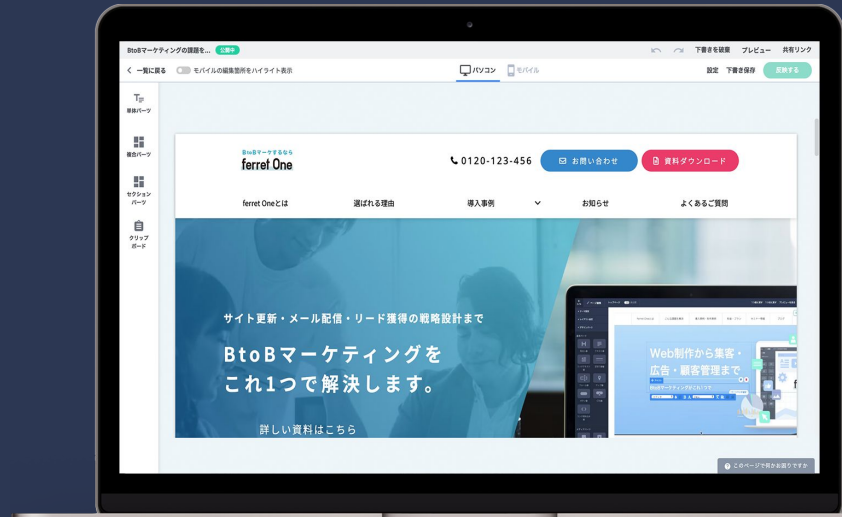 BtoBマーケティングの課題を... 公開中
下書きを破棄 プレビュー 共有リンク
一覧に戻る モバイルの編集箇所をハイライト表示
パソコン モバイル
設定 下書き保存 反映する
単体パーツ
複合パーツ
セクション
パーツ
クリップ
ボード
BtoBマーケするなら
ferret One
0120-123-456 お問い合わせ 資料ダウンロード
ferret Oneとは 選ばれる理由 導入事例 お知らせ よくあるご質問
サイト更新・メール配信・リード獲得の戦略設計まで
BtoBマーケティングを
これ1つで解決します。
詳しい資料はこちら
Web制作から集客・
広告・顧客管理まで
このページで何かお困りですか